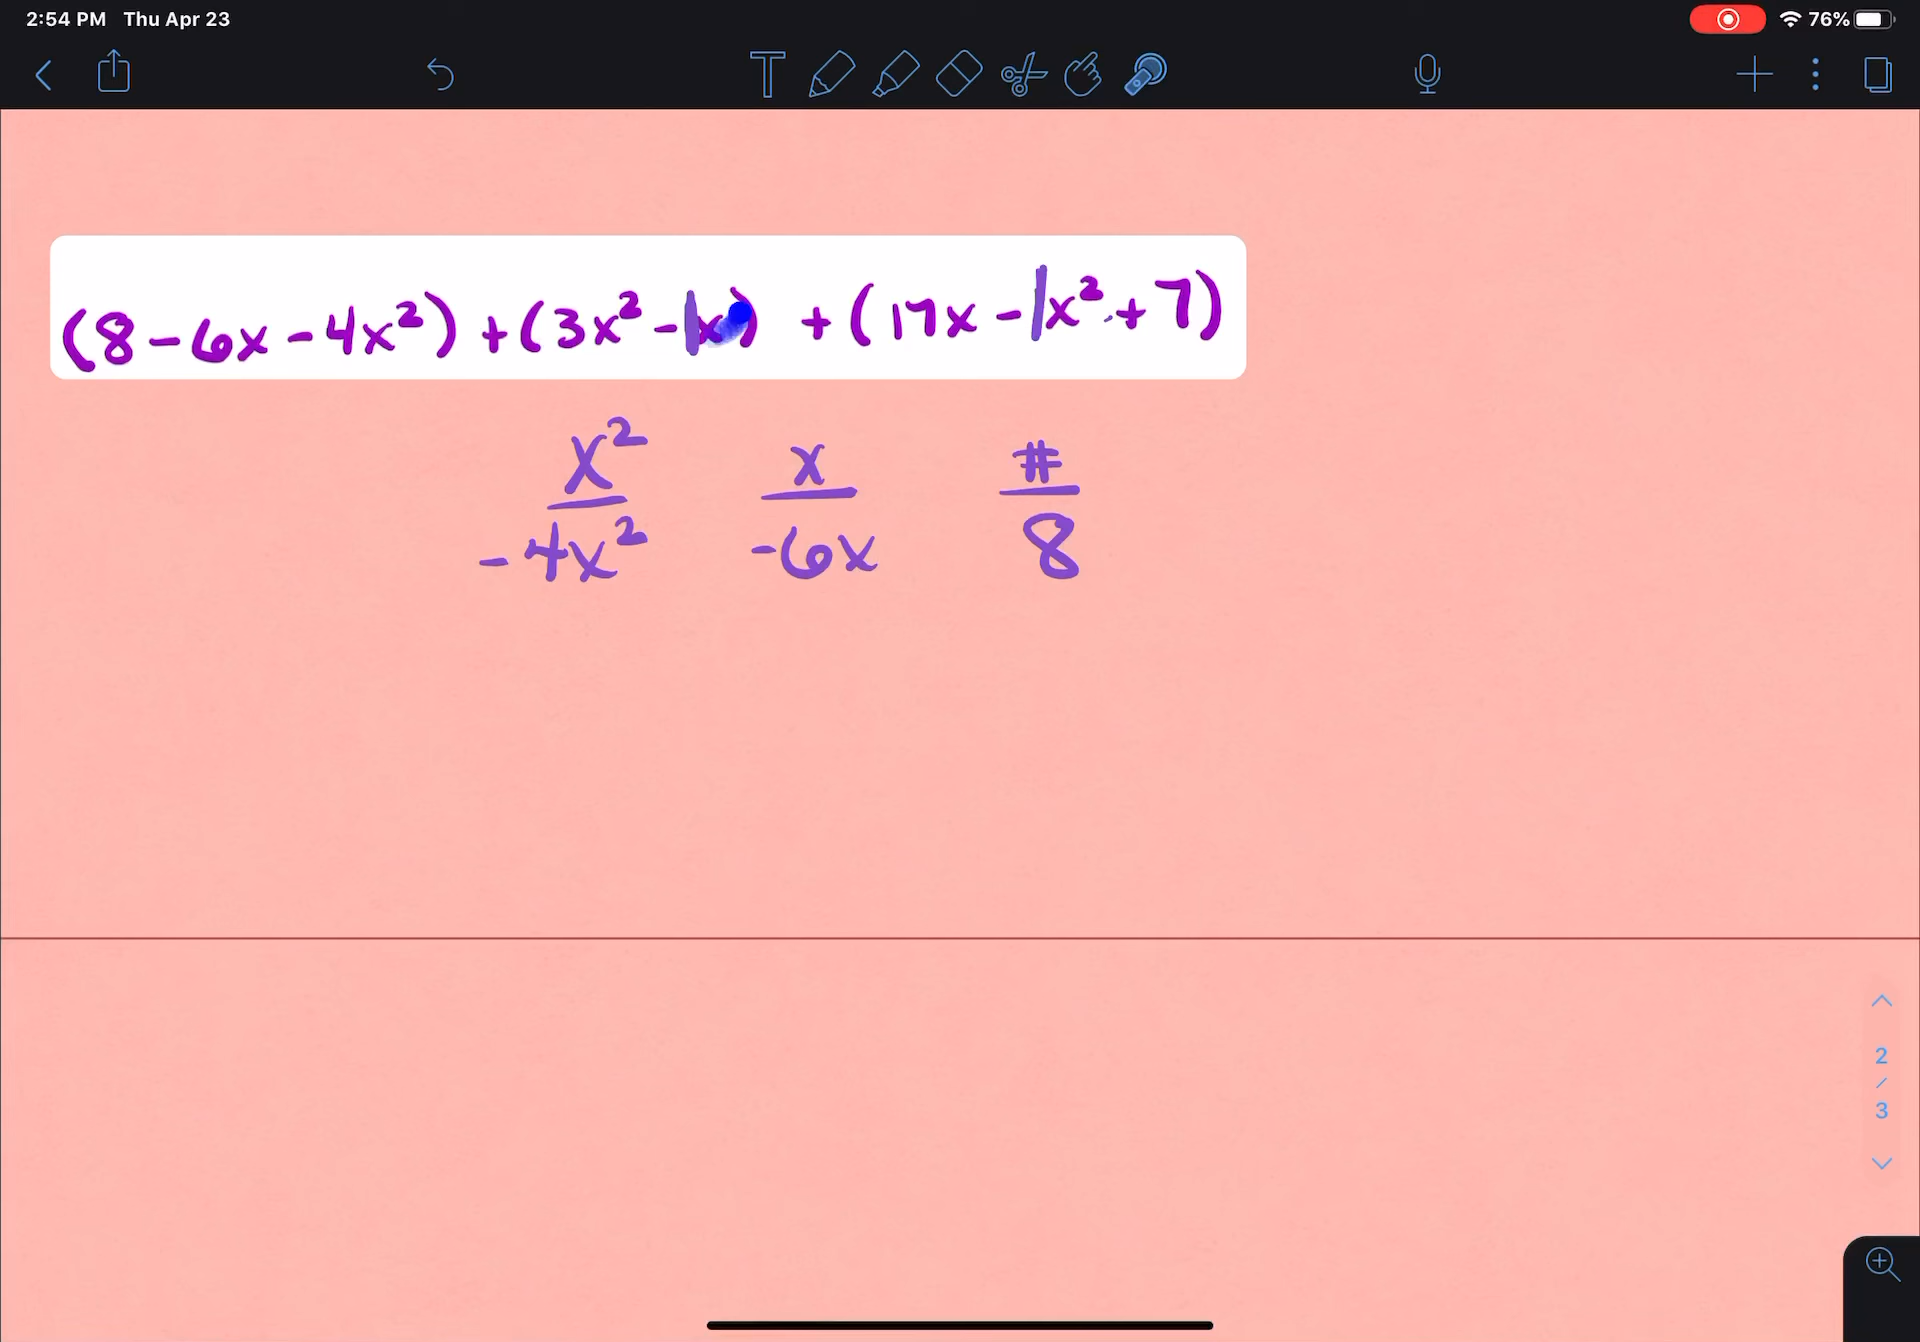 2:54 PM Thu Apr 23 76%
T
(8-6x-4x²)+(3x²-1x) +(17x-1x²+7)
x² x #
-4x² -6x 8
2
/
3